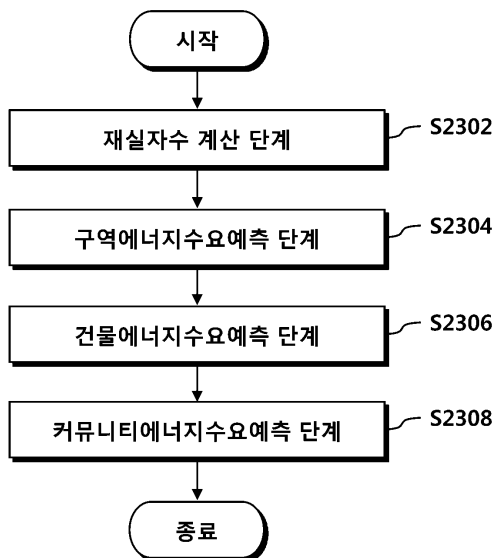 시작
재실자수 계산 단계
S2302
구역에너지수요예측 단계
S2304
건물에너지수요예측 단계
S2306
커뮤니티에너지수요예측 단계
S2308
종료